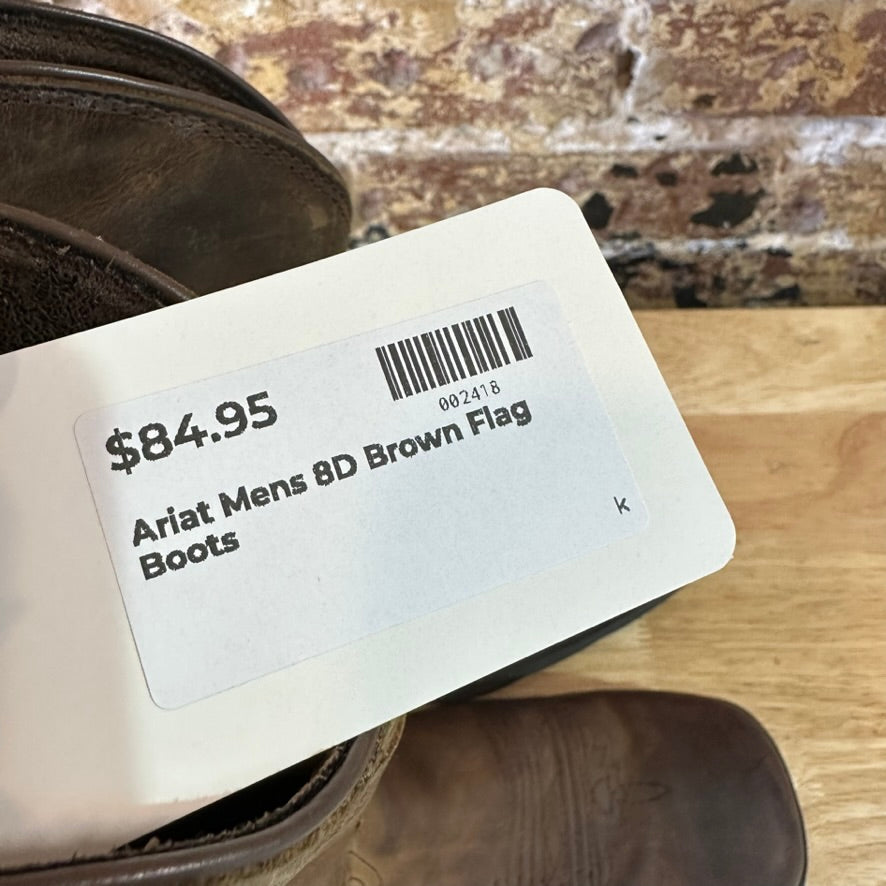 $84.95
002418
Ariat Mens 8D Brown Flag
Boots
k